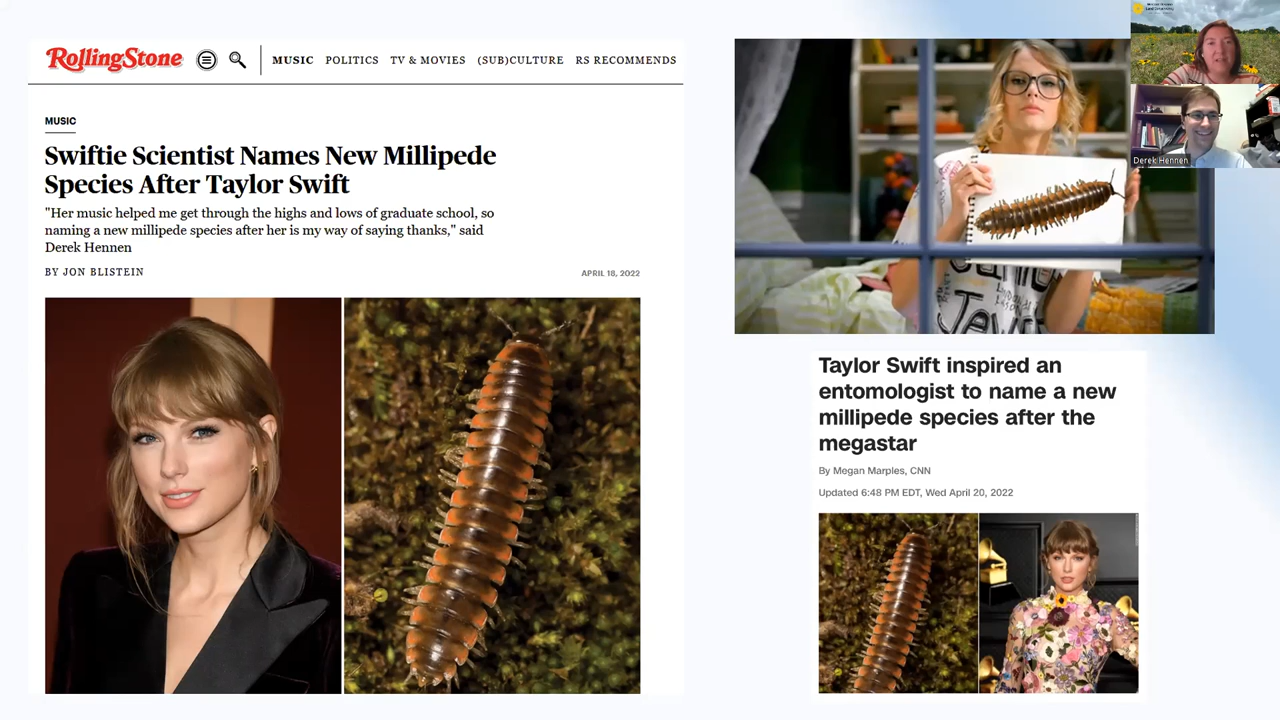 RollingStone
MUSIC POLITICS TV & MOVIES (SUB)CULTURE RS RECOMMENDS
MUSIC
Swiftie Scientist Names New Millipede
Species After Taylor Swift
"Her music helped me get through the highs and lows of graduate school, so
naming a new millipede species after her is my way of saying thanks," said
Derek Hennen
BY JON BLISTEIN
APRIL 18, 2022
Taylor Swift inspired an
entomologist to name a new
millipede species after the
megastar
By Megan Marples, CNN
Updated 6:48 PM EDT, Wed April 20, 2022
Derek Hennen